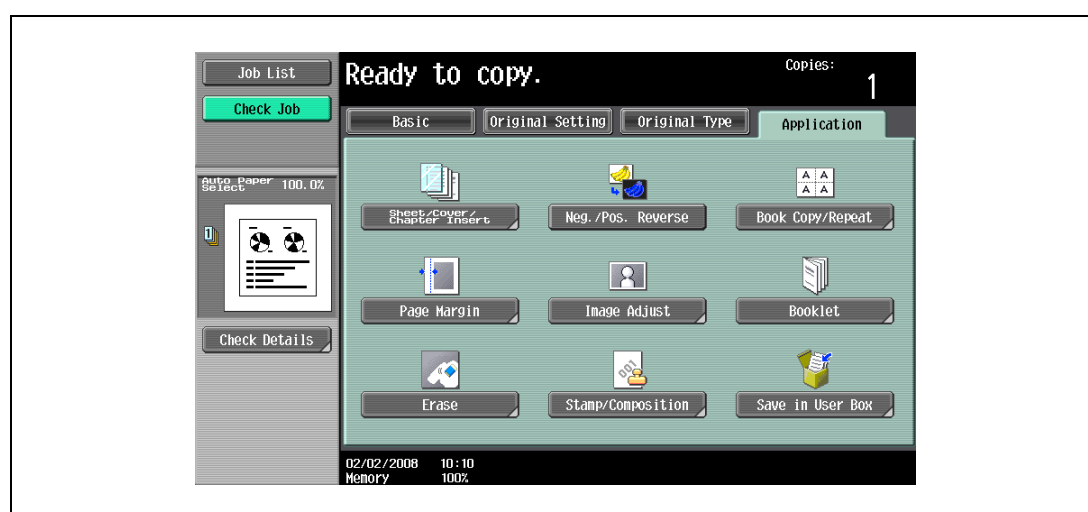 Job List
Check Job
Ready to copy.
Copies:
1
Basic
Original Setting
Original Type
Application
Auto Paper
Select
100.0%
1
Sheet/Cover/
Chapter Insert
Neg./Pos. Reverse
A A
A A
Book Copy/Repeat
Page Margin
Image Adjust
Booklet
Check Details
001
Erase
Stamp/Composition
Save in User Box
02/02/2008 10:10
Memory 100%